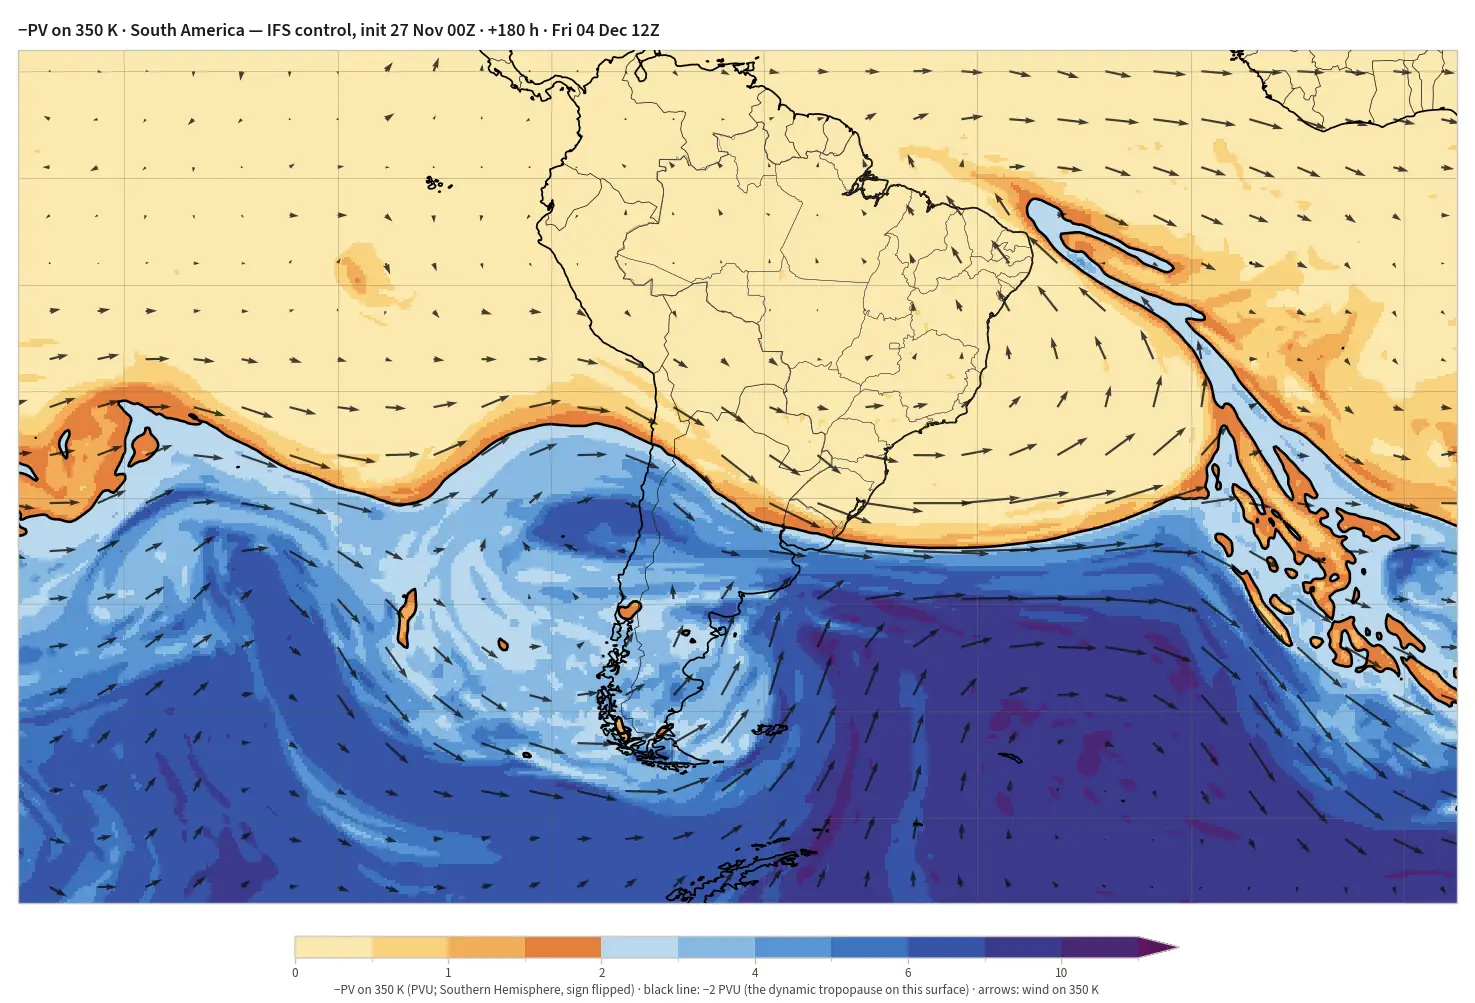 −PV on 350 K · South America — IFS control, init 27 Nov 00Z · +180 h · Fri 04 Dec 12Z
0 1 2 4 6 10
−PV on 350 K (PVU; Southern Hemisphere, sign flipped) · black line: −2 PVU (the dynamic tropopause on this surface) · arrows: wind on 350 K